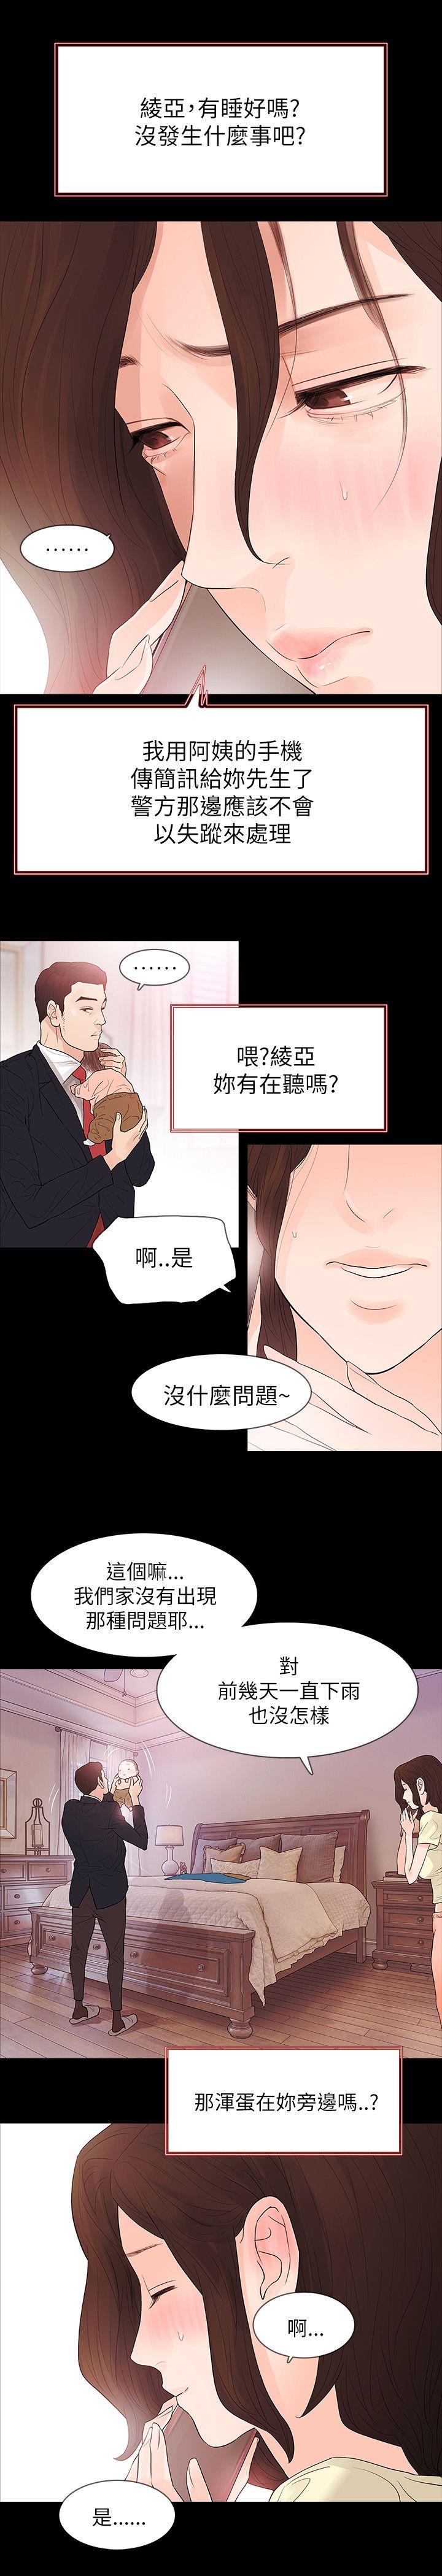 綾亞，有睡好嗎?
沒發生什麼事吧?
......
我用阿姨的手機
傳簡訊給妳先生了
警方那邊應該不會
以失蹤來處理
......
喂?綾亞
妳有在聽嗎?
啊..是
沒什麼問題~
這個嘛...
我們家沒有出現
那種問題耶...
對
前幾天一直下雨
也沒怎樣
那渾蛋在妳旁邊嗎..?
啊...
是......